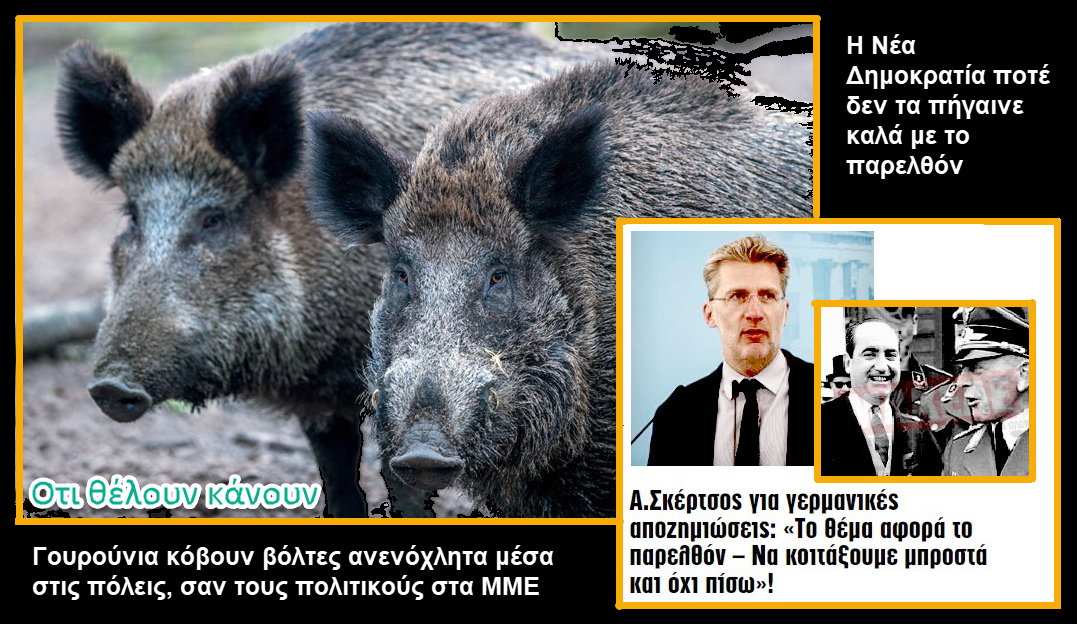 Η Νέα
Δημοκρατία ποτέ
δεν τα πήγαινε
καλά με το
παρελθόν
Οτι θέλουν κάνουν
Γουρούνια κόβουν βόλτες ανενόχλητα μέσα
στις πόλεις, σαν τους πολιτικούς στα ΜΜΕ
Α.Σκέρτσος για γερμανικές
αποζημιώσεις: «Το θέμα αφορά το
παρελθόν – Να κοιτάξουμε μπροστά
και όχι πίσω»!